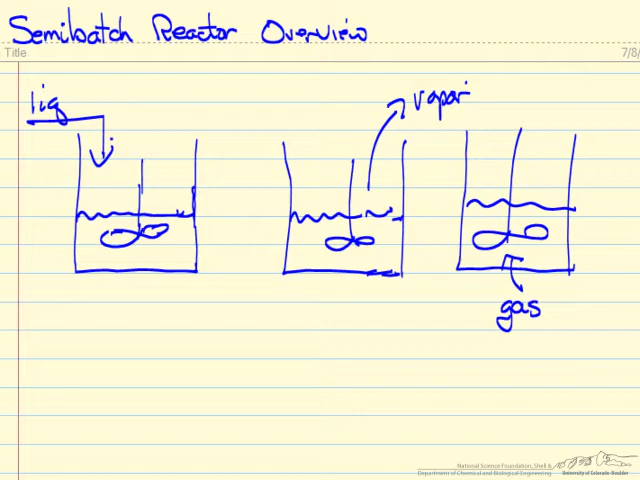 Semibatch Reactor Overview
Title
7/8/
liq
vapor
gas
National Science Foundation, Shell &
Department of Chemical and Biological Engineering
University of Colorado-Boulder